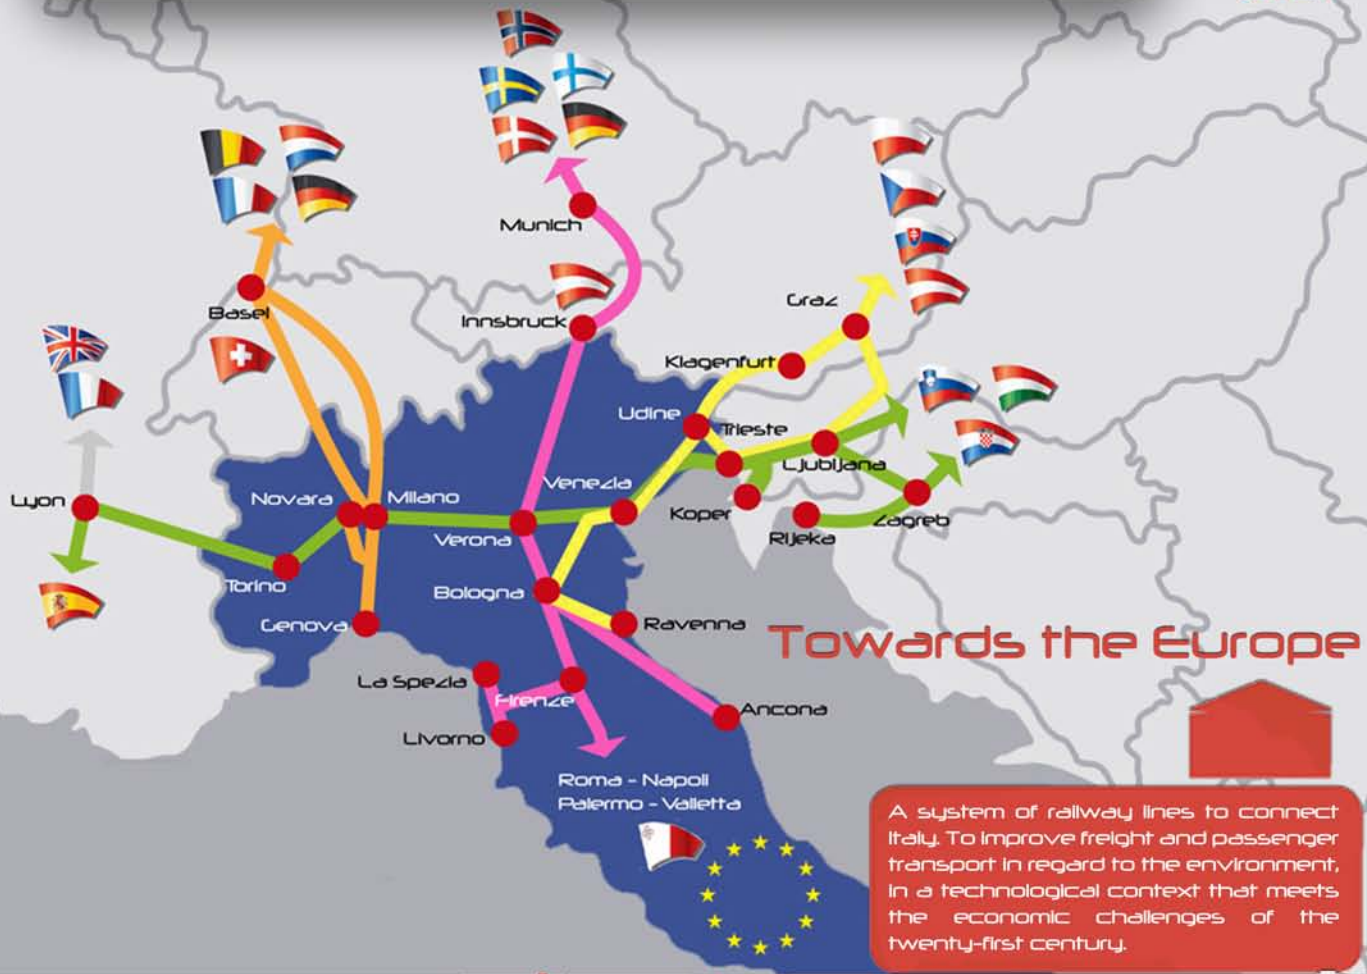 Munich
Basel
Innsbruck
Graz
Klagenfurt
Udine
Trieste
Ljubljana
Lyon
Novara
Milano
Venezia
Koper
Rijeka
Zagreb
Verona
Torino
Bologna
Genova
Ravenna
Towards the Europe
La Spezia
Firenze
Ancona
Livorno
Roma - Napoli
Palermo - Valletta
A system of railway lines to connect
Italy. To improve freight and passenger
transport in regard to the environment,
in a technological context that meets
the economic challenges of the
twenty-first century.